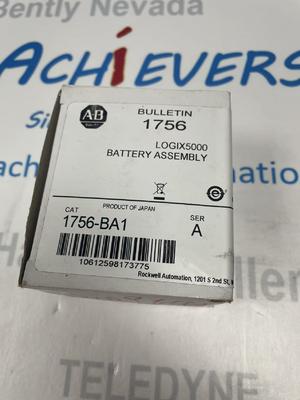 Bently Nevada
ACHIEVERS
AB
BULLETIN
1756
LOGIX5000
BATTERY ASSEMBLY
CAT
PRODUCT OF JAPAN
SER
1756-BA1
A
10612598173775
Rockwell Automation, 1201 S 2nd St,
TELEDYNE